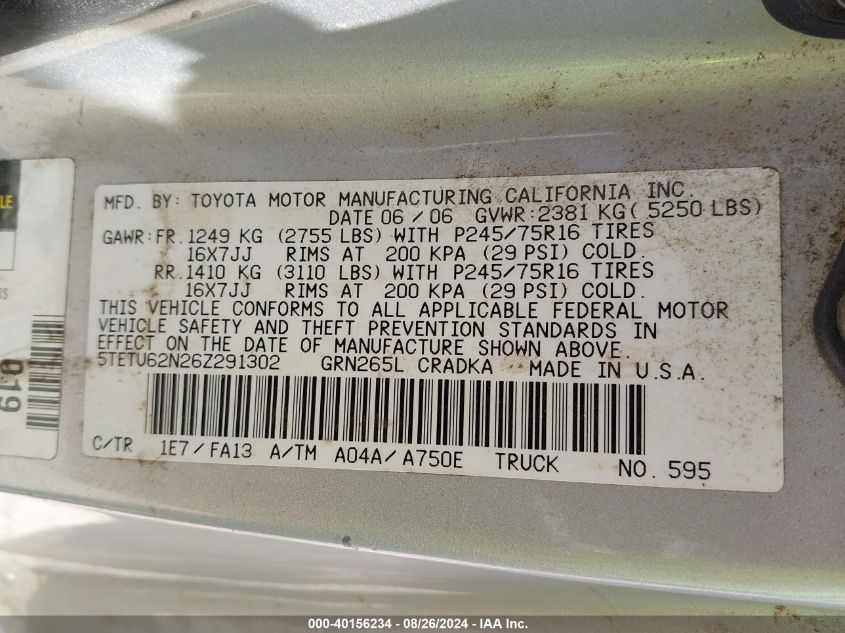 MFD. BY: TOYOTA MOTOR MANUFACTURING CALIFORNIA INC.
DATE 06 / 06 GVWR:2381 KG( 5250 LBS)
GAWR:FR.1249 KG (2755 LBS) WITH P245/75R16 TIRES
16X7JJ RIMS AT 200 KPA (29 PSI) COLD.
RR.1410 KG (3110 LBS) WITH P245/75R16 TIRES
16X7JJ RIMS AT 200 KPA (29 PSI) COLD.
THIS VEHICLE CONFORMS TO ALL APPLICABLE FEDERAL MOTOR
VEHICLE SAFETY AND THEFT PREVENTION STANDARDS IN
EFFECT ON THE DATE OF MANUFACTURE SHOWN ABOVE.
5TETU62N26Z291302 GRN265L CRADKA MADE IN U.S.A.
C/TR 1E7/FA13 A/TM A04A/A750E TRUCK NO. 595
019
000-40156234 - 08/26/2024 - IAA Inc.